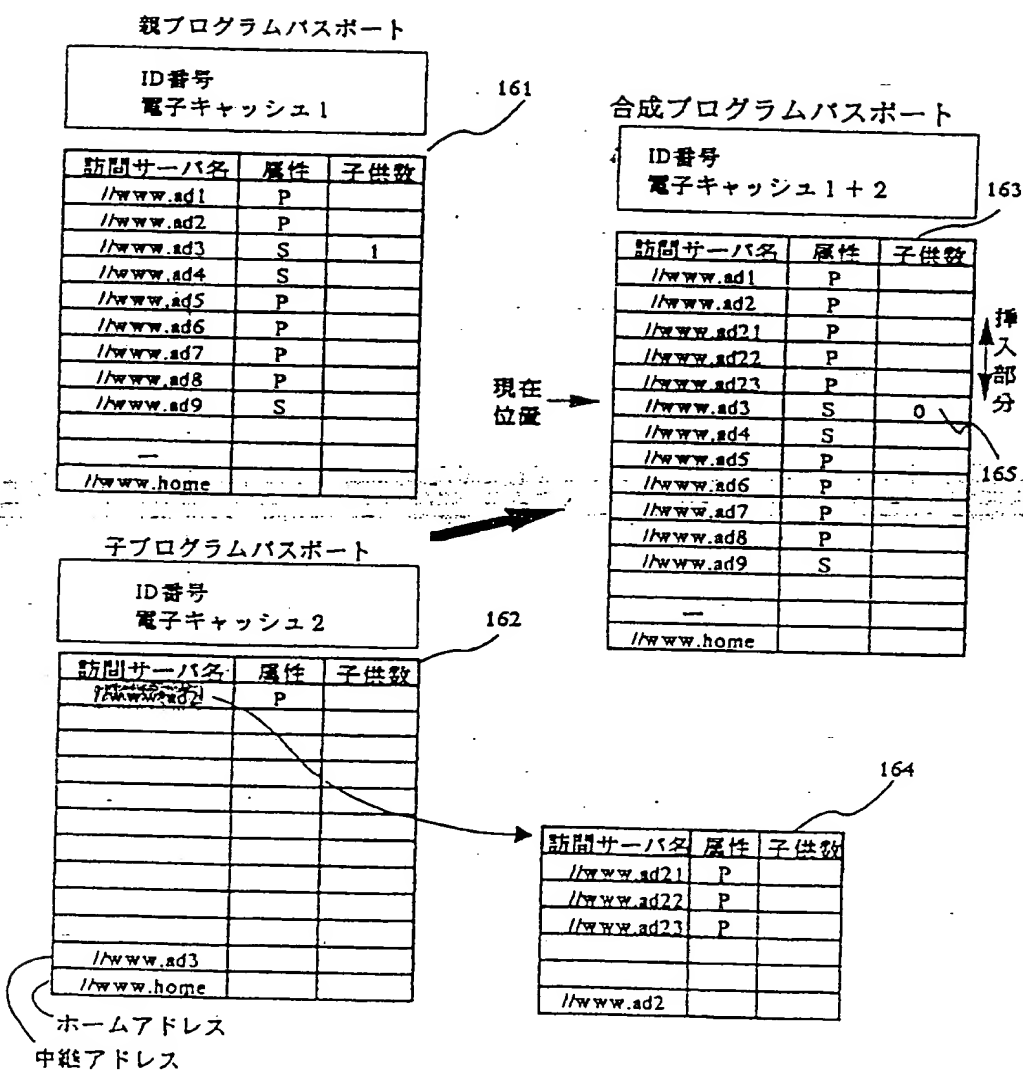 親プログラムパスポート
ID番号
電子キャッシュ1
161
訪問サーバ名 属性 子供数
//www.ad1 P
//www.ad2 P
//www.ad3 S 1
//www.ad4 S
//www.ad5 P
//www.ad6 P
//www.ad7 P
//www.ad8 P
//www.ad9 S
—
//www.home
合成プログラムパスポート
ID番号
電子キャッシュ1+2
163
訪問サーバ名 属性 子供数
//www.ad1 P
//www.ad2 P
//www.ad21 P
//www.ad22 P
//www.ad23 P
//www.ad3 S 0
//www.ad4 S
//www.ad5 P
//www.ad6 P
//www.ad7 P
//www.ad8 P
//www.ad9 S
—
//www.home
挿入部分
現在
位置
165
子プログラムパスポート
ID番号
電子キャッシュ2
162
訪問サーバ名 属性 子供数
P
//www.ad3
//www.home
ホームアドレス
中継アドレス
164
訪問サーバ名 属性 子供数
//www.ad21 P
//www.ad22 P
//www.ad23 P
//www.ad2